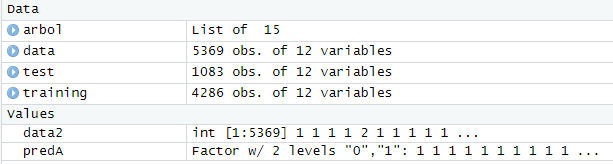 Data
arbol List of 15
data 5369 obs. of 12 variables
test 1083 obs. of 12 variables
training 4286 obs. of 12 variables
Values
data2 int [1:5369] 1 1 1 1 2 1 1 1 1 1 ...
predA Factor w/ 2 levels "0","1": 1 1 1 1 1 1 1 1 1 1 ...